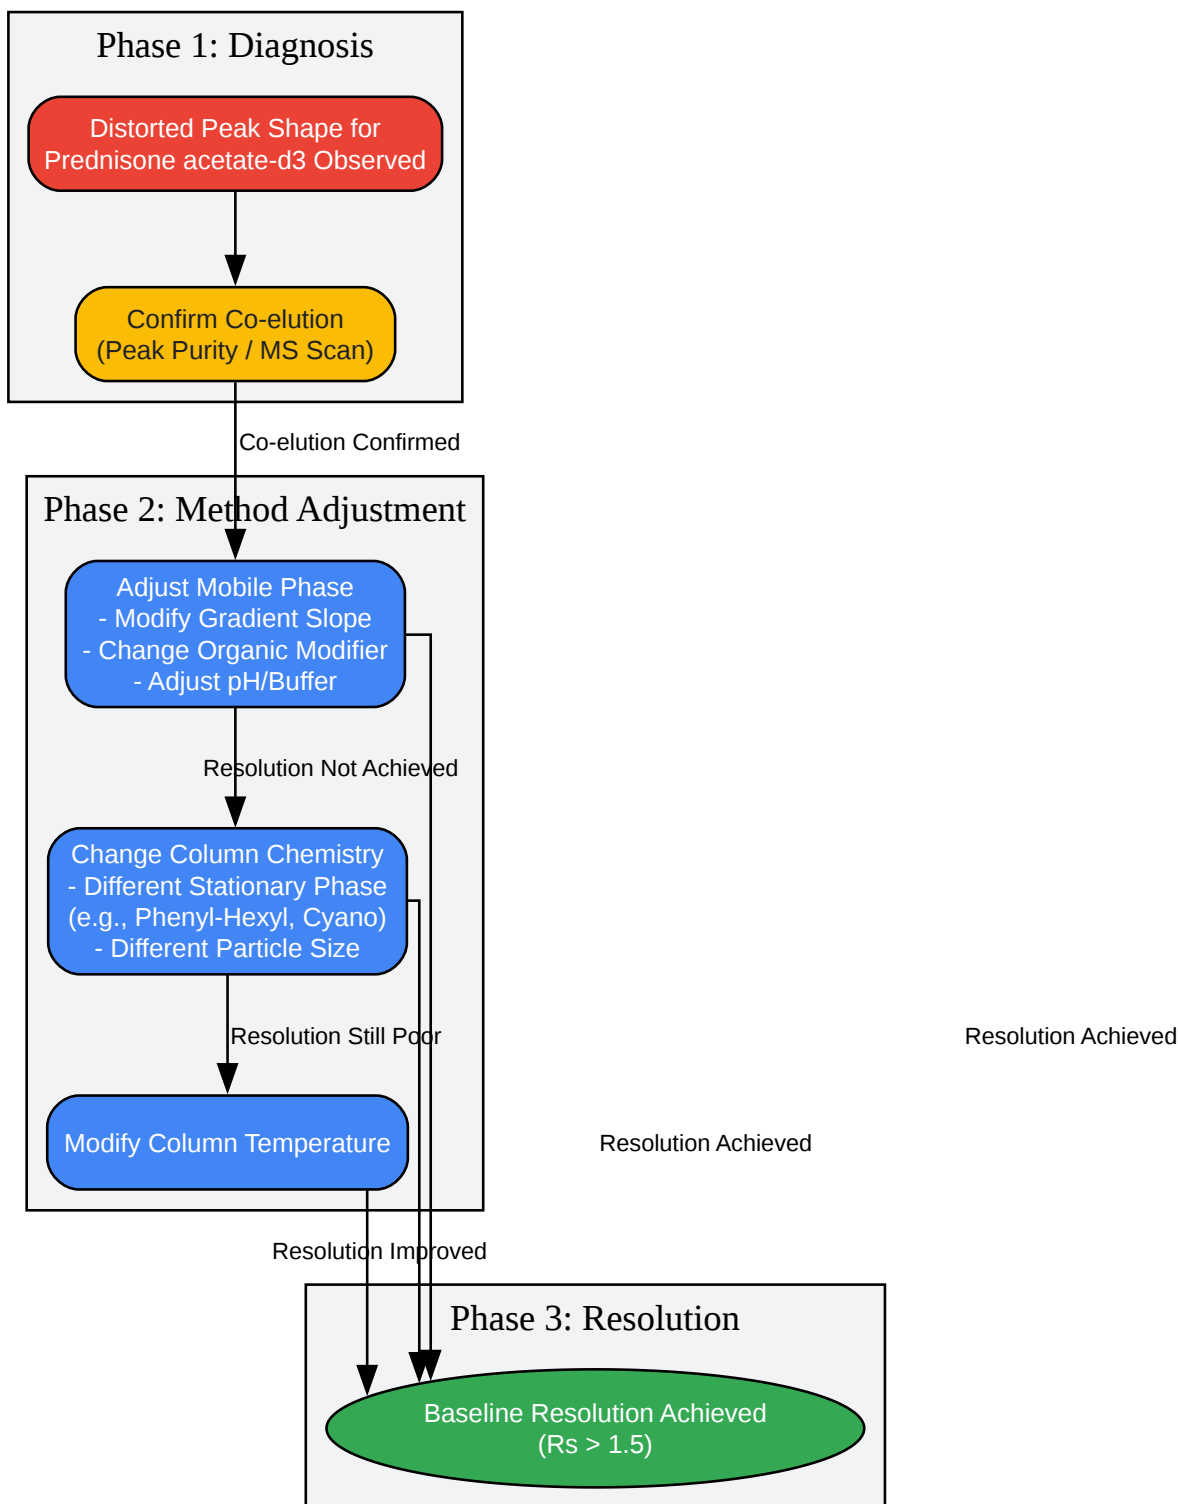 Phase 1: Diagnosis
Distorted Peak Shape for
Prednisone acetate-d3 Observed
Confirm Co-elution
(Peak Purity / MS Scan)
Co-elution Confirmed
Phase 2: Method Adjustment
Adjust Mobile Phase
- Modify Gradient Slope
- Change Organic Modifier
- Adjust pH/Buffer
Resolution Not Achieved
Change Column Chemistry
- Different Stationary Phase
(e.g., Phenyl-Hexyl, Cyano)
- Different Particle Size
Resolution Still Poor
Resolution Achieved
Modify Column Temperature
Resolution Achieved
Resolution Improved
Phase 3: Resolution
Baseline Resolution Achieved
(Rs > 1.5)